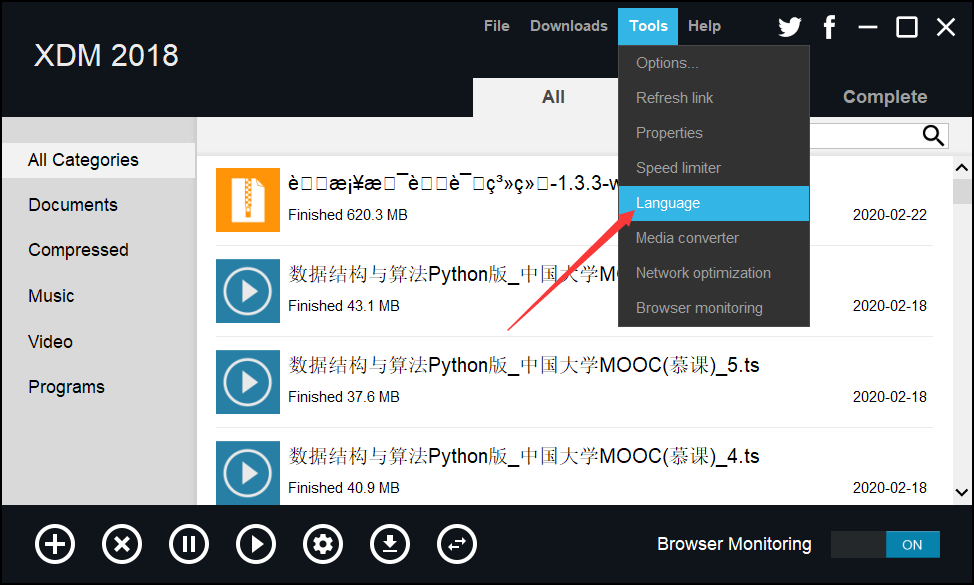 File Downloads Tools Help
XDM 2018
All Complete
Options...
Refresh link
Properties
Speed limiter
Language
Media converter
Network optimization
Browser monitoring
All Categories
Documents
Compressed
Music
Video
Programs
-1.3.3-w
Finished 620.3 MB 2020-02-22
数据结构与算法Python版_中国大学M
Finished 43.1 MB 2020-02-18
数据结构与算法Python版_中国大学MOOC(慕课)_5.ts
Finished 37.6 MB 2020-02-18
数据结构与算法Python版_中国大学MOOC(慕课)_4.ts
Finished 40.9 MB 2020-02-18
Browser Monitoring ON